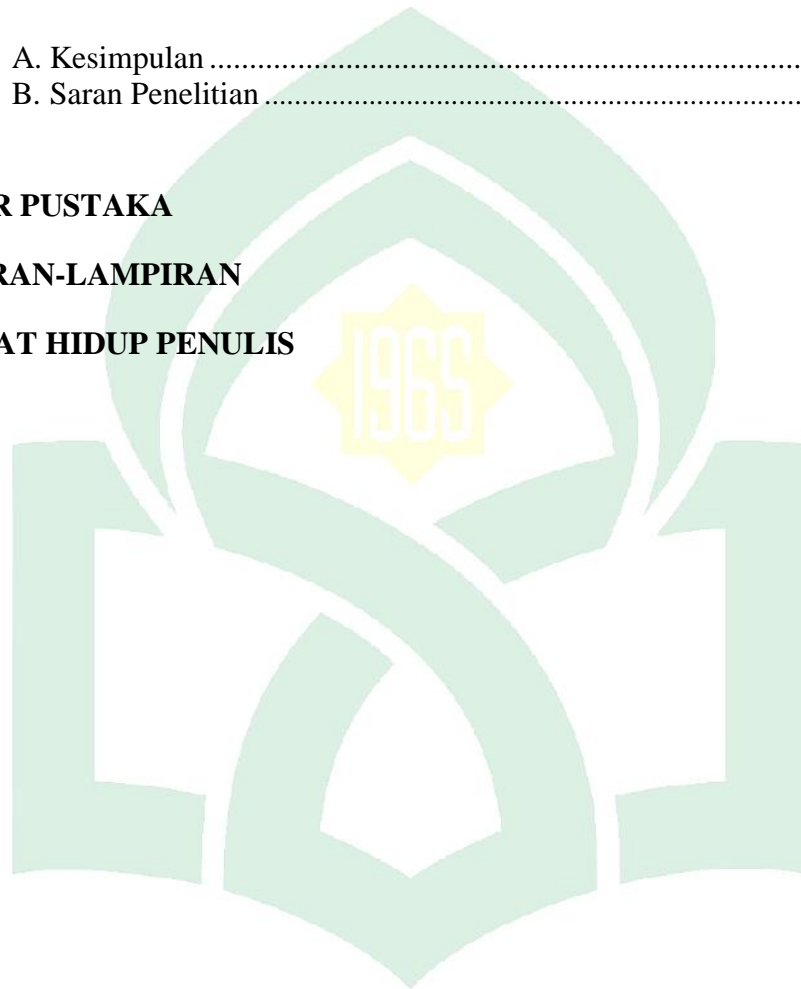 A. Kesimpulan ..........................................................................
B. Saran Penelitian ...................................................................
R PUSTAKA
RAN-LAMPIRAN
AT HIDUP PENULIS
1965